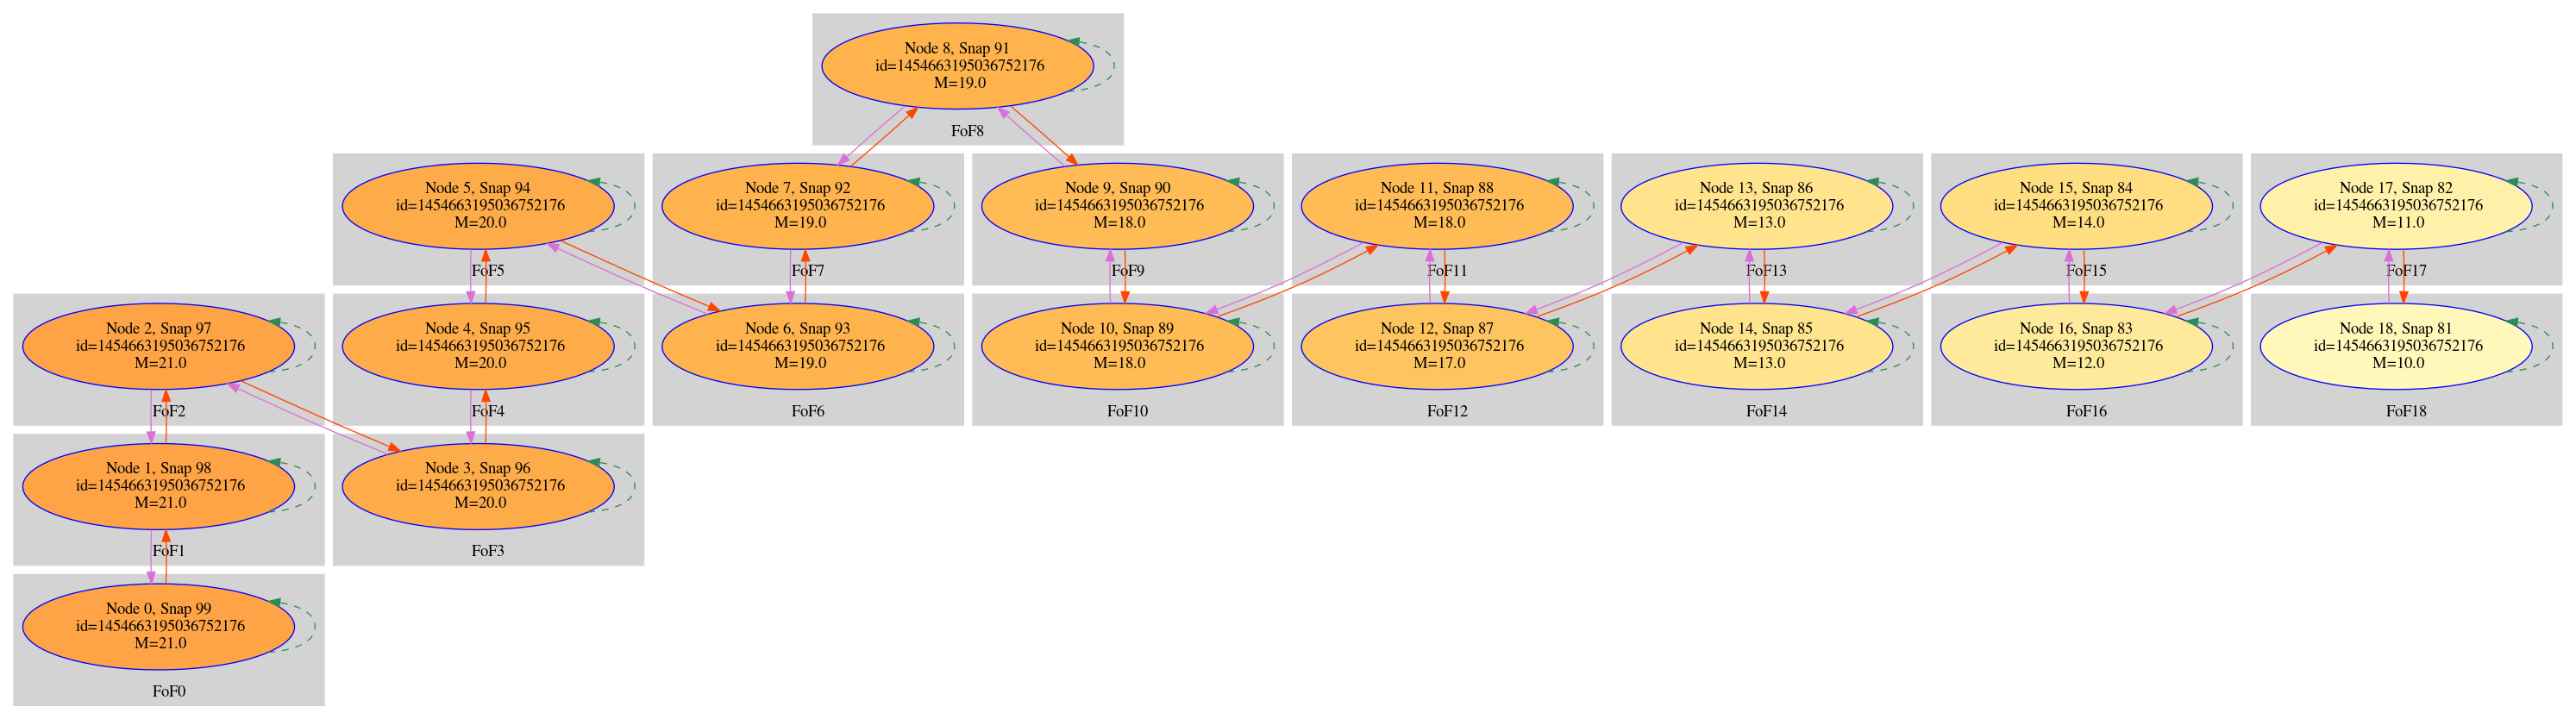 Node 8, Snap 91
id=1454663195036752176
M=19.0
FoF8
Node 5, Snap 94
id=1454663195036752176
M=20.0
FoF5
Node 7, Snap 92
id=1454663195036752176
M=19.0
FoF7
Node 9, Snap 90
id=1454663195036752176
M=18.0
FoF9
Node 11, Snap 88
id=1454663195036752176
M=18.0
FoF11
Node 13, Snap 86
id=1454663195036752176
M=13.0
FoF13
Node 15, Snap 84
id=1454663195036752176
M=14.0
FoF15
Node 17, Snap 82
id=1454663195036752176
M=11.0
FoF17
Node 2, Snap 97
id=1454663195036752176
M=21.0
FoF2
Node 4, Snap 95
id=1454663195036752176
M=20.0
FoF4
Node 6, Snap 93
id=1454663195036752176
M=19.0
FoF6
Node 10, Snap 89
id=1454663195036752176
M=18.0
FoF10
Node 12, Snap 87
id=1454663195036752176
M=17.0
FoF12
Node 14, Snap 85
id=1454663195036752176
M=13.0
FoF14
Node 16, Snap 83
id=1454663195036752176
M=12.0
FoF16
Node 18, Snap 81
id=1454663195036752176
M=10.0
FoF18
Node 1, Snap 98
id=1454663195036752176
M=21.0
FoF1
Node 3, Snap 96
id=1454663195036752176
M=20.0
FoF3
Node 0, Snap 99
id=1454663195036752176
M=21.0
FoF0